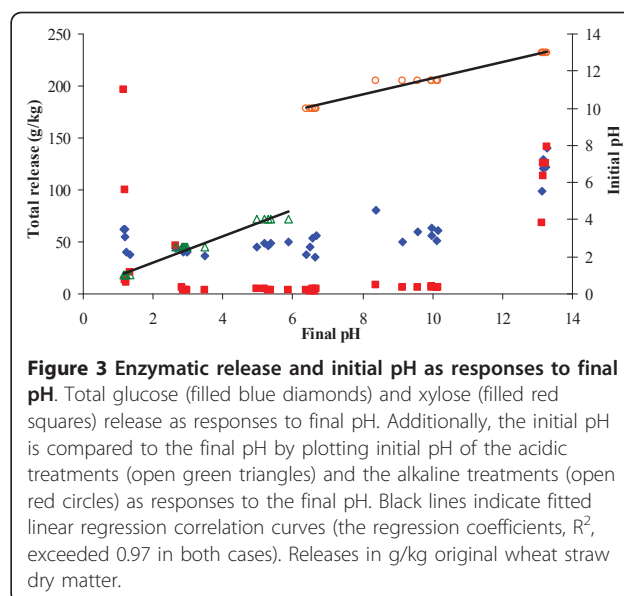 250
200
150
100
50
0
Total release (g/kg)
14
12
10
8
6
4
2
0
Initial pH
0 2 4 6 8 10 12 14
Final pH
Figure 3 Enzymatic release and initial pH as responses to final
pH. Total glucose (filled blue diamonds) and xylose (filled red
squares) release as responses to final pH. Additionally, the initial pH
is compared to the final pH by plotting initial pH of the acidic
treatments (open green triangles) and the alkaline treatments (open
red circles) as responses to the final pH. Black lines indicate fitted
linear regression correlation curves (the regression coefficients, R²,
exceeded 0.97 in both cases). Releases in g/kg original wheat straw
dry matter.